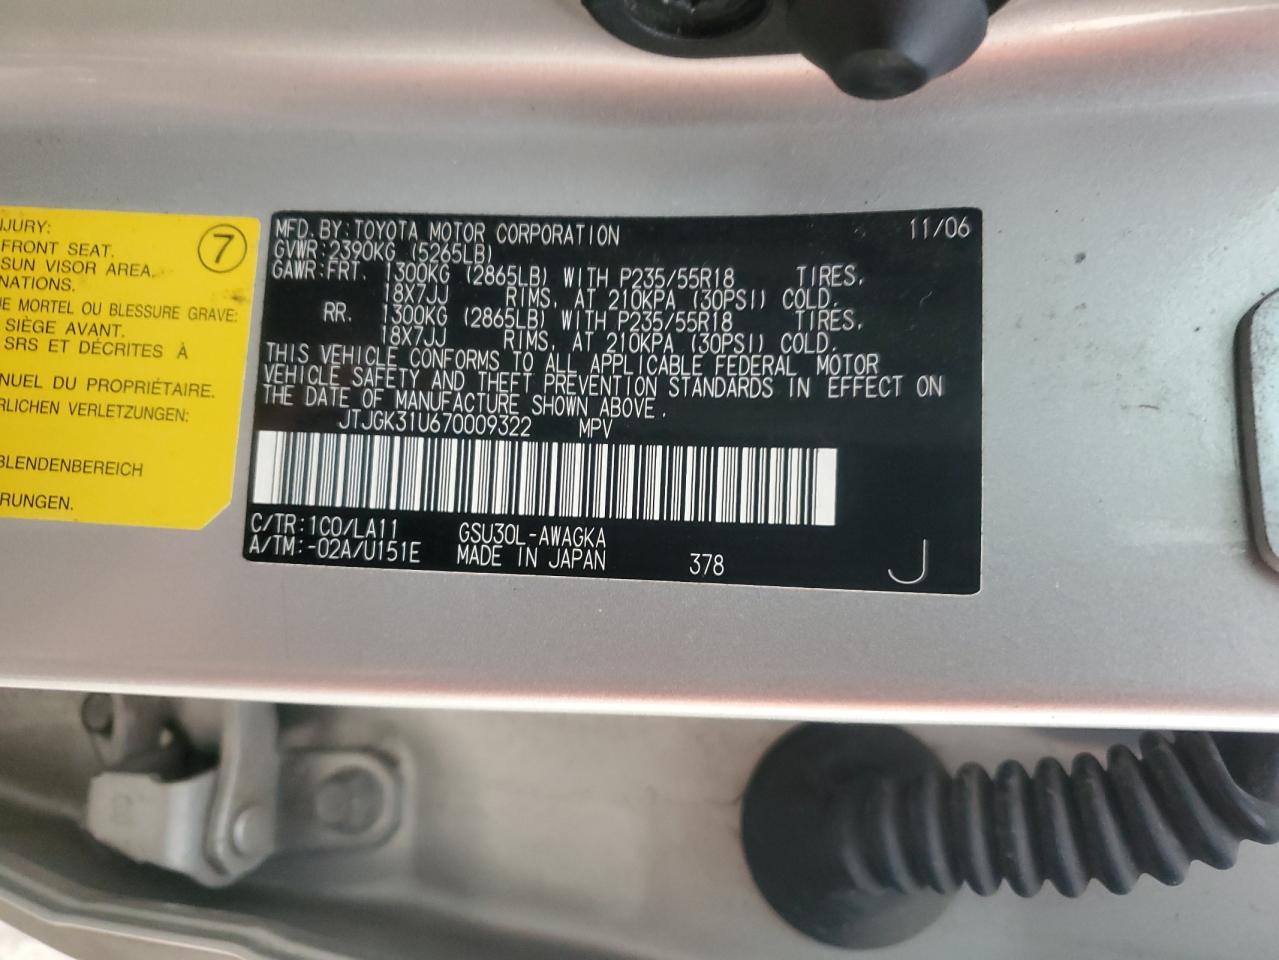 NJURY:
FRONT SEAT.
SUN VISOR AREA.
NATIONS.
UE MORTEL OU BLESSURE GRAVE:
SIÈGE AVANT.
SRS ET DÉCRITES À
NUEL DU PROPRIÉTAIRE.
RLICHEN VERLETZUNGEN:
BLENDENBEREICH
RUNGEN.
7
MFD. BY: TOYOTA MOTOR CORPORATION 11/06
GVWR: 2390KG (5265LB)
GAWR: FRT. 1300KG (2865LB) WITH P235/55R18 TIRES,
18X7JJ RIMS, AT 210KPA (30PSI) COLD.
RR. 1300KG (2865LB) WITH P235/55R18 TIRES,
18X7JJ RIMS, AT 210KPA (30PSI) COLD.
THIS VEHICLE CONFORMS TO ALL APPLICABLE FEDERAL MOTOR
VEHICLE SAFETY AND THEFT PREVENTION STANDARDS IN EFFECT ON
THE DATE OF MANUFACTURE SHOWN ABOVE.
JTJGK31U670009322 MPV
C/TR: 1C0/LA11 GSU30L-AWAGKA
A/TM: -02A/U151E MADE IN JAPAN 378 J